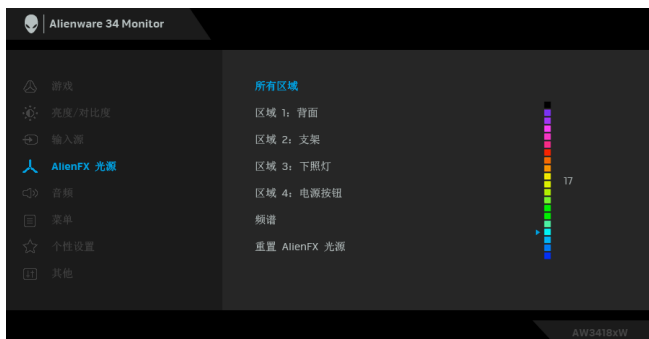 Alienware 34 Monitor
游戏
亮度/对比度
输入源
AlienFX 光源
音频
菜单
个性设置
其他
所有区域
区域 1: 背面
区域 2: 支架
区域 3: 下照灯
区域 4: 电源按钮
频谱
重置 AlienFX 光源
17
AW3418xW